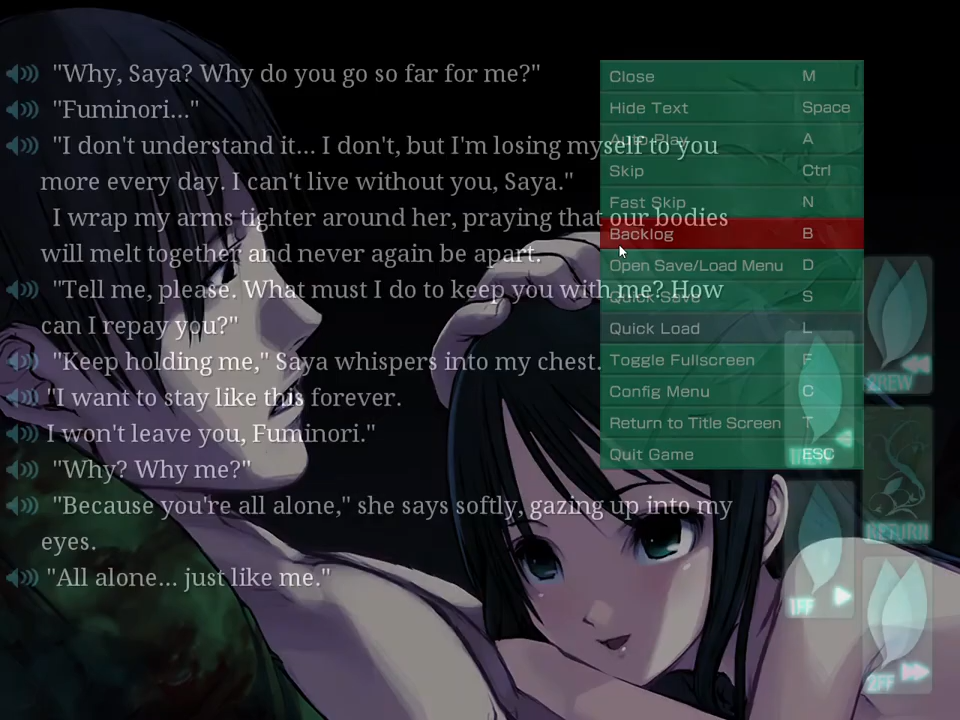 "Why, Saya? Why do you go so far for me?"
"Fuminori..."
"I don't understand it... I don't, but I'm losing myself to you
more every day. I can't live without you, Saya."
I wrap my arms tighter around her, praying that our bodies
will melt together and never again be apart.
"Tell me, please. What must I do to keep you with me? How
can I repay you?"
"Keep holding me," Saya whispers into my chest.
"I want to stay like this forever.
I won't leave you, Fuminori."
"Why? Why me?"
"Because you're all alone," she says softly, gazing up into my
eyes.
"All alone... just like me."
Close M
Hide Text Space
Auto Play A
Skip Ctrl
Fast Skip N
Backlog B
Open Save/Load Menu D
Quick Save S
Quick Load L
Toggle Fullscreen F
Config Menu C
Return to Title Screen T
Quit Game ESC
2REW
1REW
RETURN
1FF
2FF